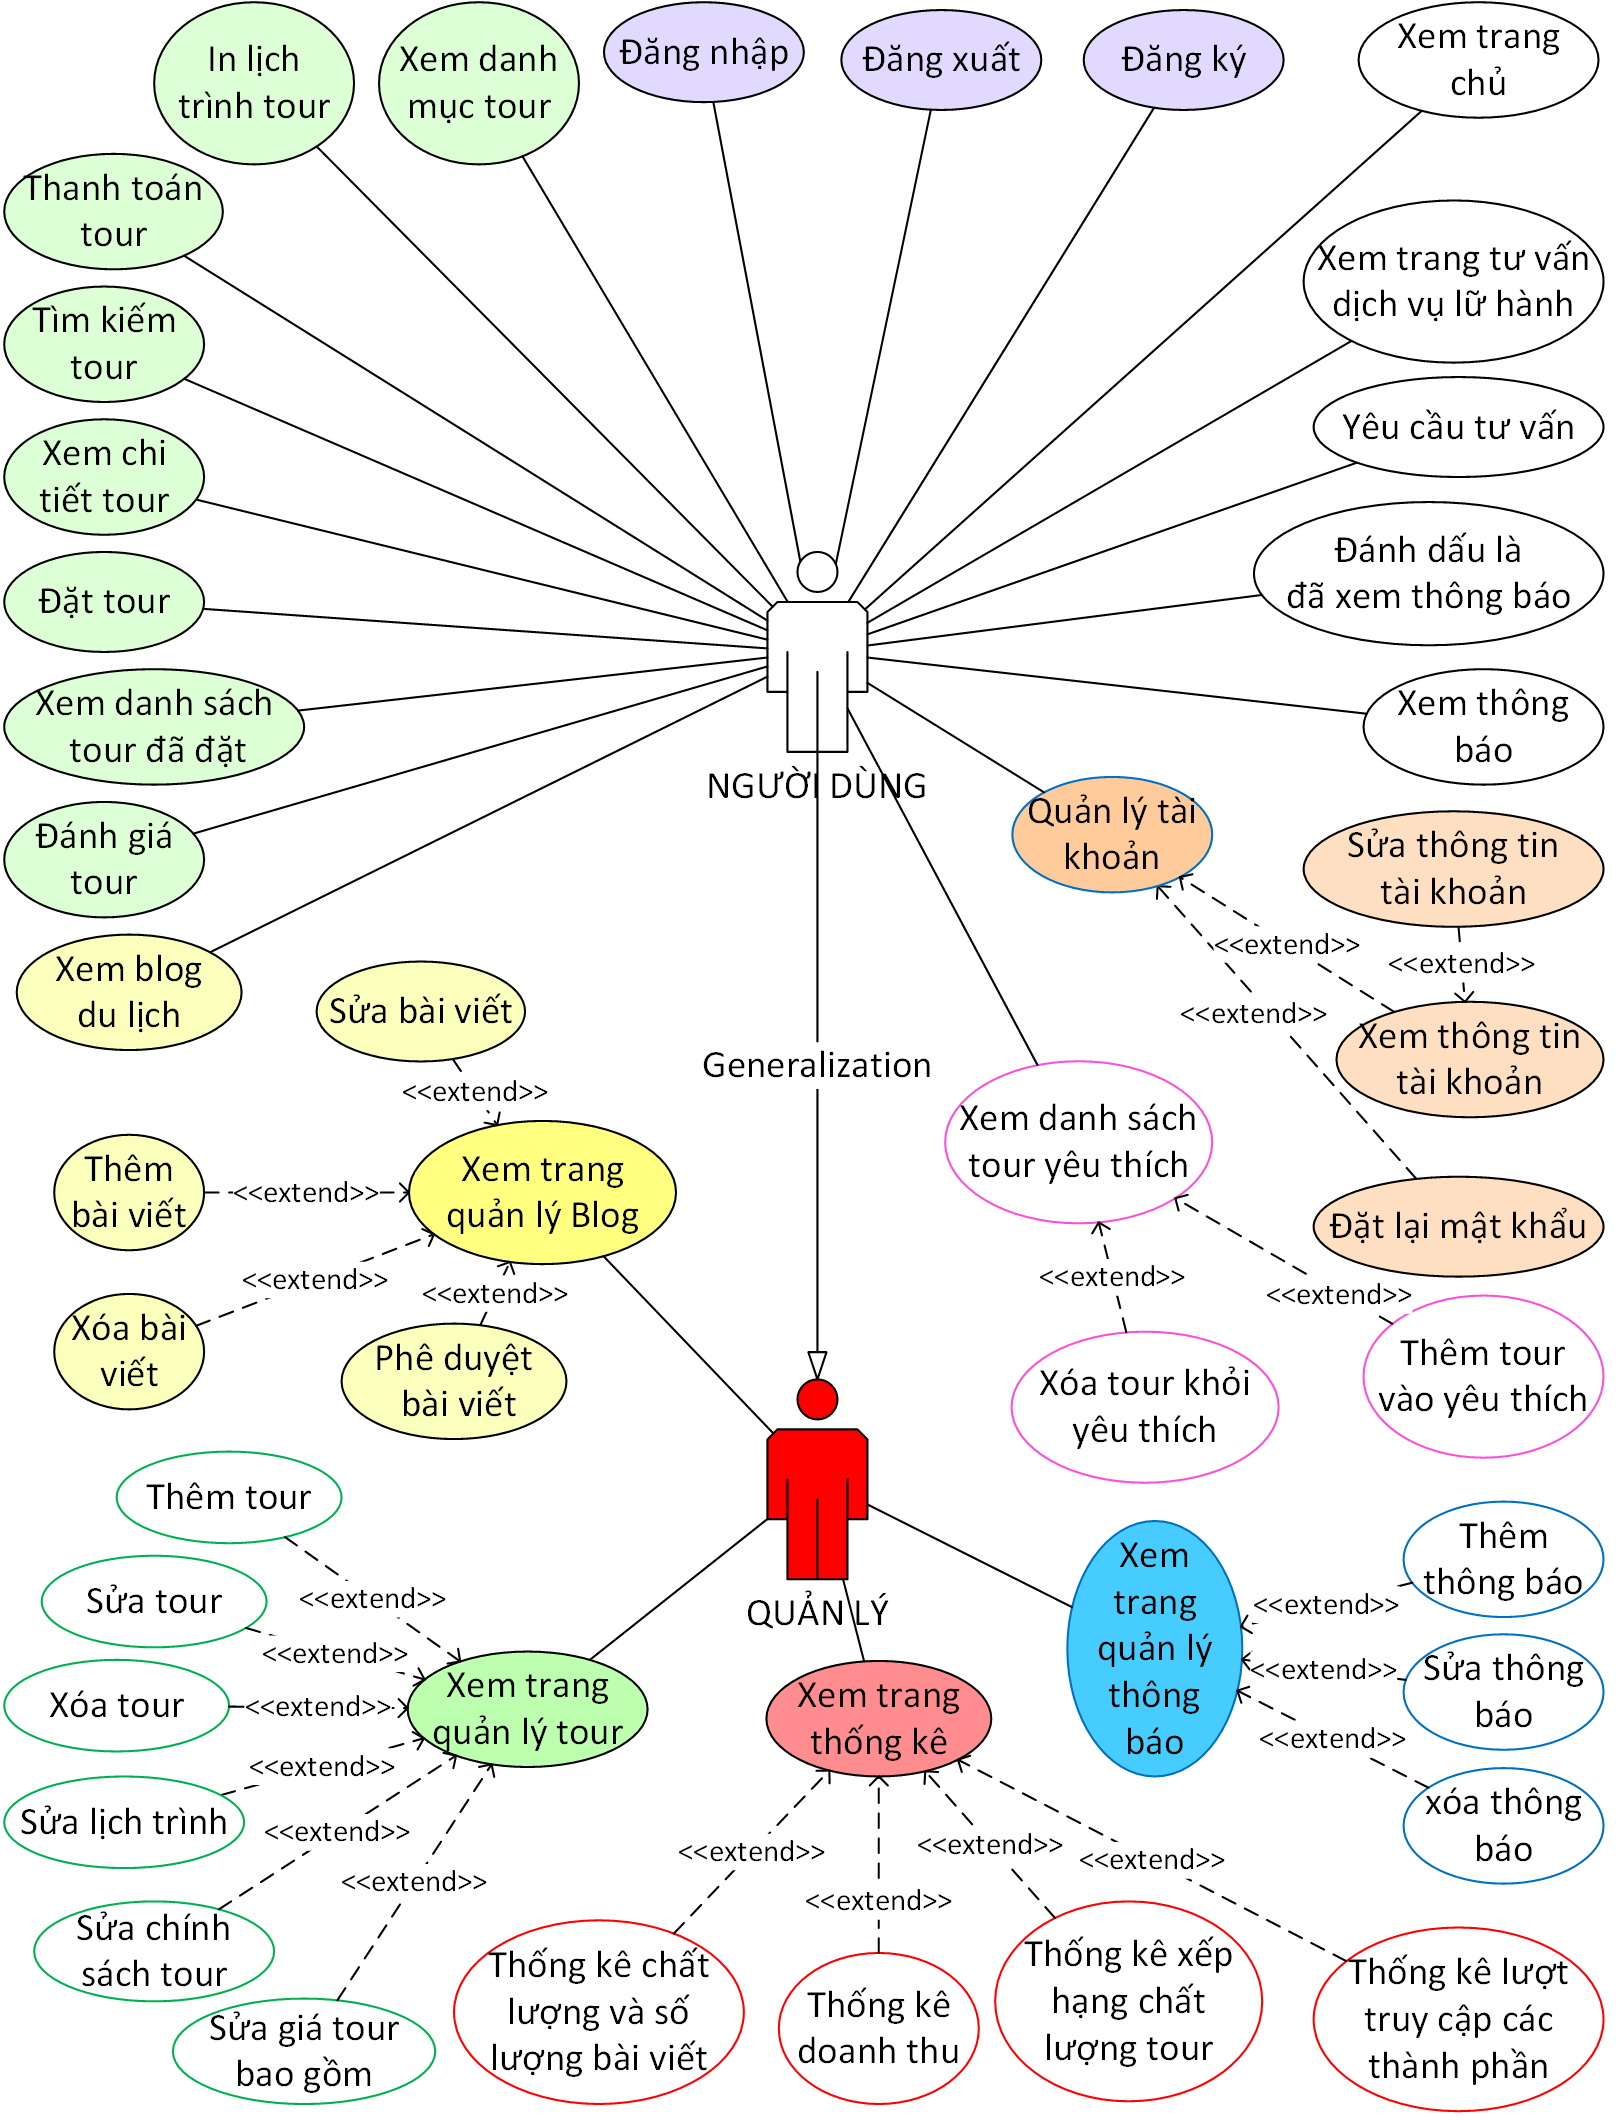 In lịch
trình tour
Xem danh
mục tour
Đăng nhập
Đăng xuất
Đăng ký
Xem trang
chủ
Thanh toán
tour
Xem trang tư vấn
dịch vụ lữ hành
Tìm kiếm
tour
Yêu cầu tư vấn
Xem chi
tiết tour
Đánh dấu là
đã xem thông báo
Đặt tour
Xem danh sách
tour đã đặt
Xem thông
báo
NGƯỜI DÙNG
Quản lý tài
khoản
Đánh giá
tour
Sửa thông tin
tài khoản
<<extend>>
<<extend>>
<<extend>>
Xem blog
du lịch
Sửa bài viết
Xem thông tin
tài khoản
Generalization
<<extend>>
Xem danh sách
tour yêu thích
Thêm
bài viết
<<extend>>
Xem trang
quản lý Blog
Đặt lại mật khẩu
<<extend>>
<<extend>>
<<extend>>
<<extend>>
Xóa bài
viết
Phê duyệt
bài viết
Xóa tour khỏi
yêu thích
Thêm tour
vào yêu thích
Thêm tour
<<extend>>
Sửa tour
<<extend>>
Xóa tour
<<extend>>
Xem trang
quản lý tour
<<extend>>
Sửa lịch trình
<<extend>>
<<extend>>
Sửa chính
sách tour
Sửa giá tour
bao gồm
QUẢN LÝ
Xem trang
thống kê
Xem
trang
quản lý
thông
báo
Thêm
thông báo
<<extend>>
<<extend>>
Sửa thông
báo
<<extend>>
xóa thông
báo
<<extend>>
<<extend>>
<<extend>>
<<extend>>
Thống kê chất
lượng và số
lượng bài viết
Thống kê
doanh thu
Thống kê xếp
hạng chất
lượng tour
Thống kê lượt
truy cập các
thành phần